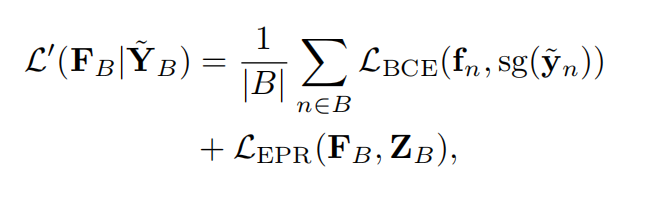 ℒ′(𝐅_B|𝐘̃_B) = 1/|B| ∑_{n∈B} ℒ_BCE(𝐟_n, sg(𝐲̃_n))
+ ℒ_EPR(𝐅_B, 𝐙_B),